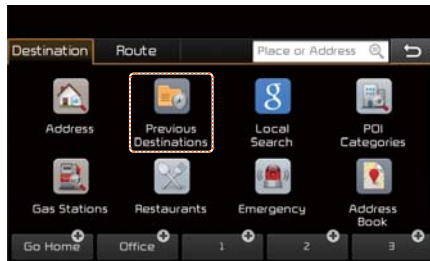 Destination Route Place or Address
Address Previous Destinations Local Search POI Categories
Gas Stations Restaurants Emergency Address Book
Go Home Office 1 2 3